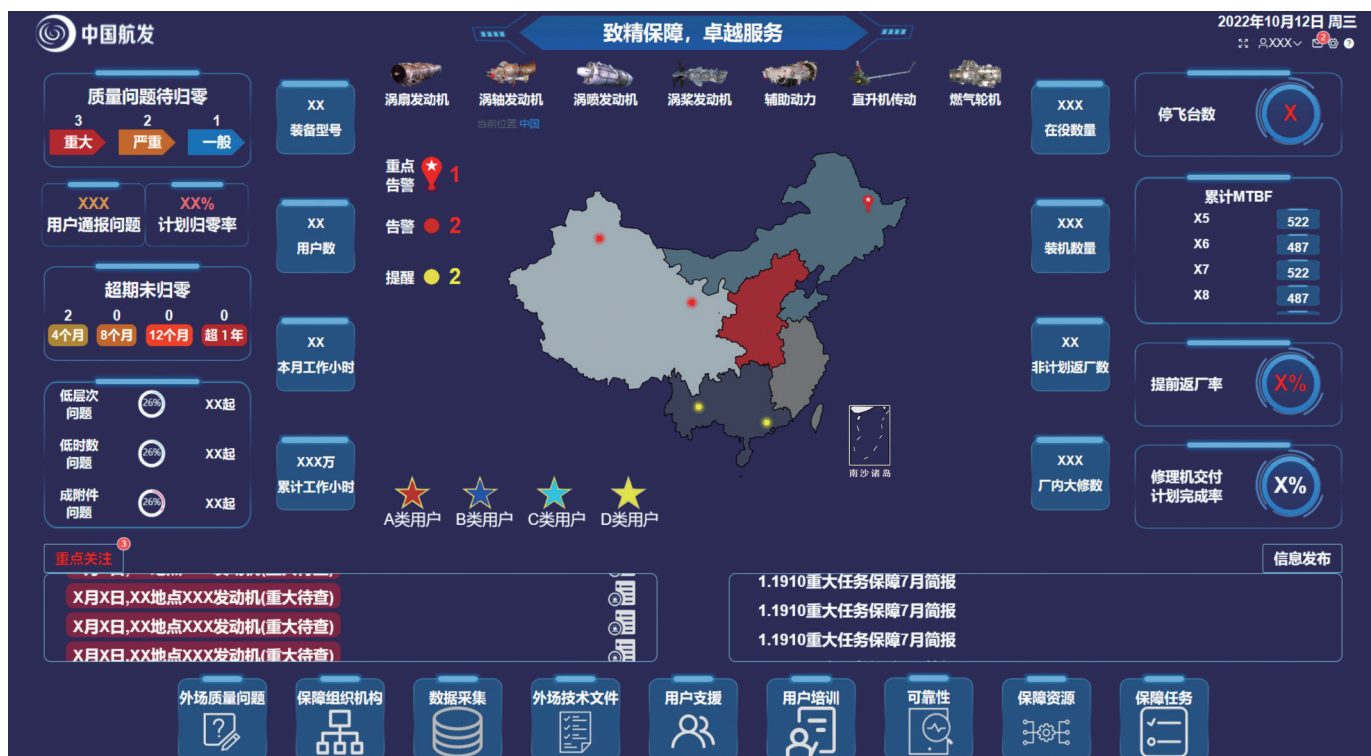 中国航发
致精保障，卓越服务
2022年10月12日 周三
XXX
2
质量问题待归零
3 2 1
重大 严重 一般
XXX
用户通报问题
XX%
计划归零率
超期未归零
2 0 0 0
4个月 8个月 12个月 超1年
低层次
问题
26%
XX起
低时数
问题
26%
XX起
成附件
问题
26%
XX起
XX
装备型号
XX
用户数
XX
本月工作小时
XXX万
累计工作小时
涡扇发动机 涡轴发动机 涡喷发动机 涡桨发动机 辅助动力 直升机传动 燃气轮机
当前位置:中国
重点
告警
1
告警 2
提醒 2
南沙诸岛
A类用户 B类用户 C类用户 D类用户
XXX
在役数量
XXX
装机数量
XX
非计划返厂数
XXX
厂内大修数
停飞台数 X
累计MTBF
X5 522
X6 487
X7 522
X8 487
提前返厂率 X%
修理机交付
计划完成率
X%
重点关注
3
X月X日,XX地点XXX发动机(重大待查)
X月X日,XX地点XXX发动机(重大待查)
X月X日,XX地点XXX发动机(重大待查)
X月X日,XX地点XXX发动机(重大待查)
信息发布
1.1910重大任务保障7月简报
1.1910重大任务保障7月简报
1.1910重大任务保障7月简报
外场质量问题 保障组织机构 数据采集 外场技术文件 用户支援 用户培训 可靠性 保障资源 保障任务